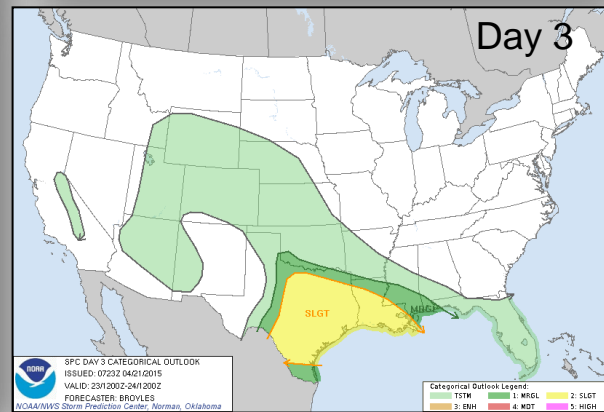 Day 3
SLGT
MRGL
NOAA
SPC DAY 3 CATEGORICAL OUTLOOK
ISSUED: 0723Z 04/21/2015
VALID: 23/1200Z-24/1200Z
FORECASTER: BROYLES
NOAA/NWS Storm Prediction Center, Norman, Oklahoma
Categorical Outlook Legend:
TSTM 1: MRGL 2: SLGT
3: ENH 4: MDT 5: HIGH